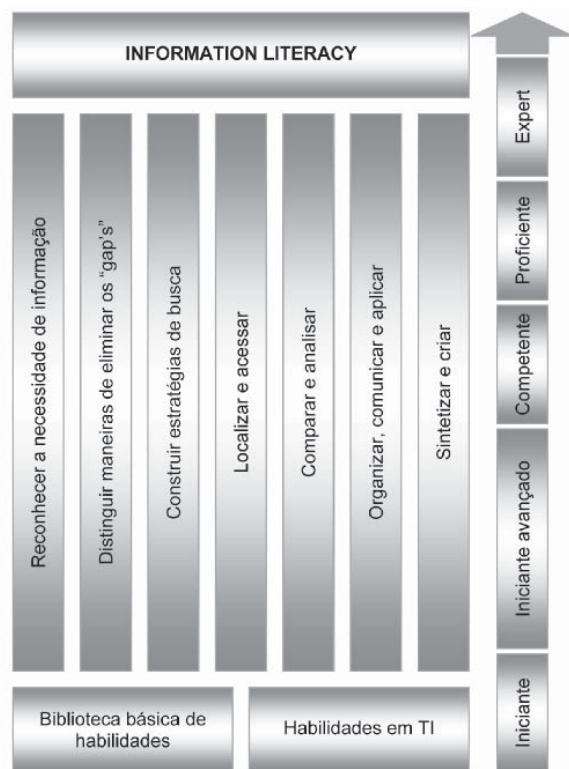 INFORMATION LITERACY
Reconhecer a necessidade de informação
Distinguir maneiras de eliminar os “gap’s”
Construir estratégias de busca
Localizar e acessar
Comparar e analisar
Organizar, comunicar e aplicar
Sintetizar e criar
Biblioteca básica de
habilidades
Habilidades em TI
Expert
Proficiente
Competente
Iniciante avançado
Iniciante